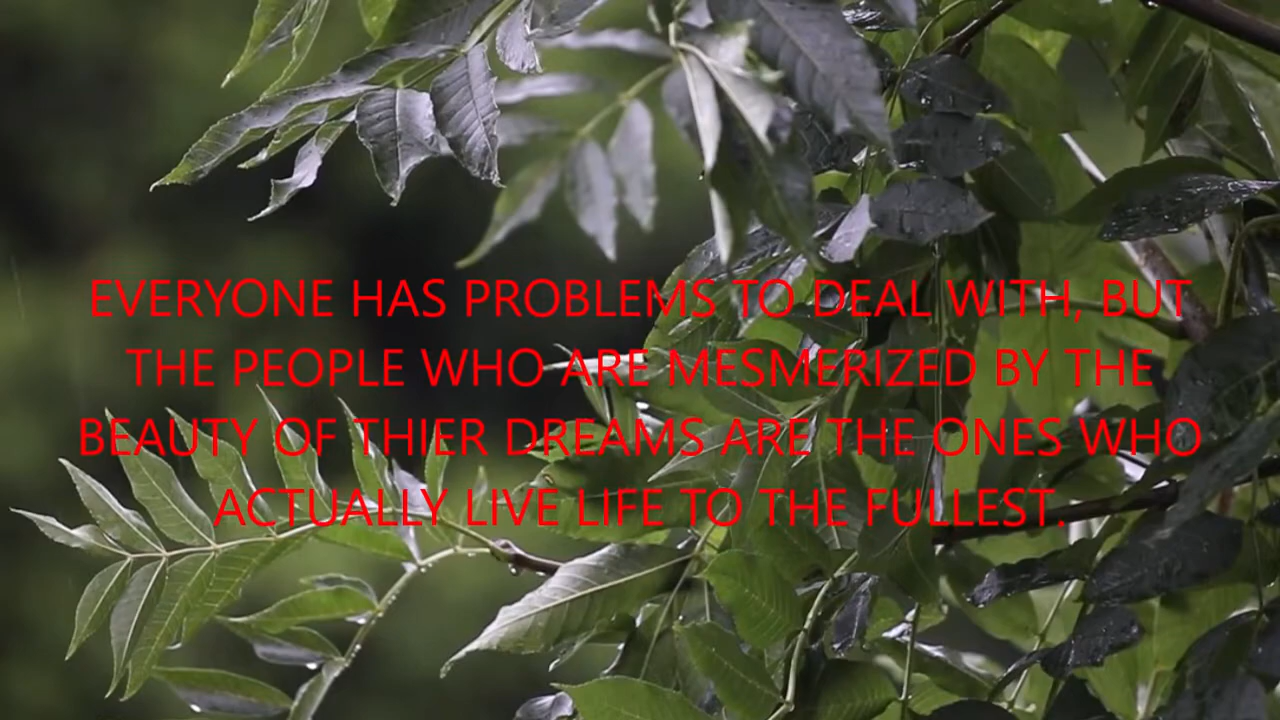 EVERYONE HAS PROBLEMS TO DEAL WITH, BUT
THE PEOPLE WHO ARE MESMERIZED BY THE
BEAUTY OF THIER DREAMS ARE THE ONES WHO
ACTUALLY LIVE LIFE TO THE FULLEST.